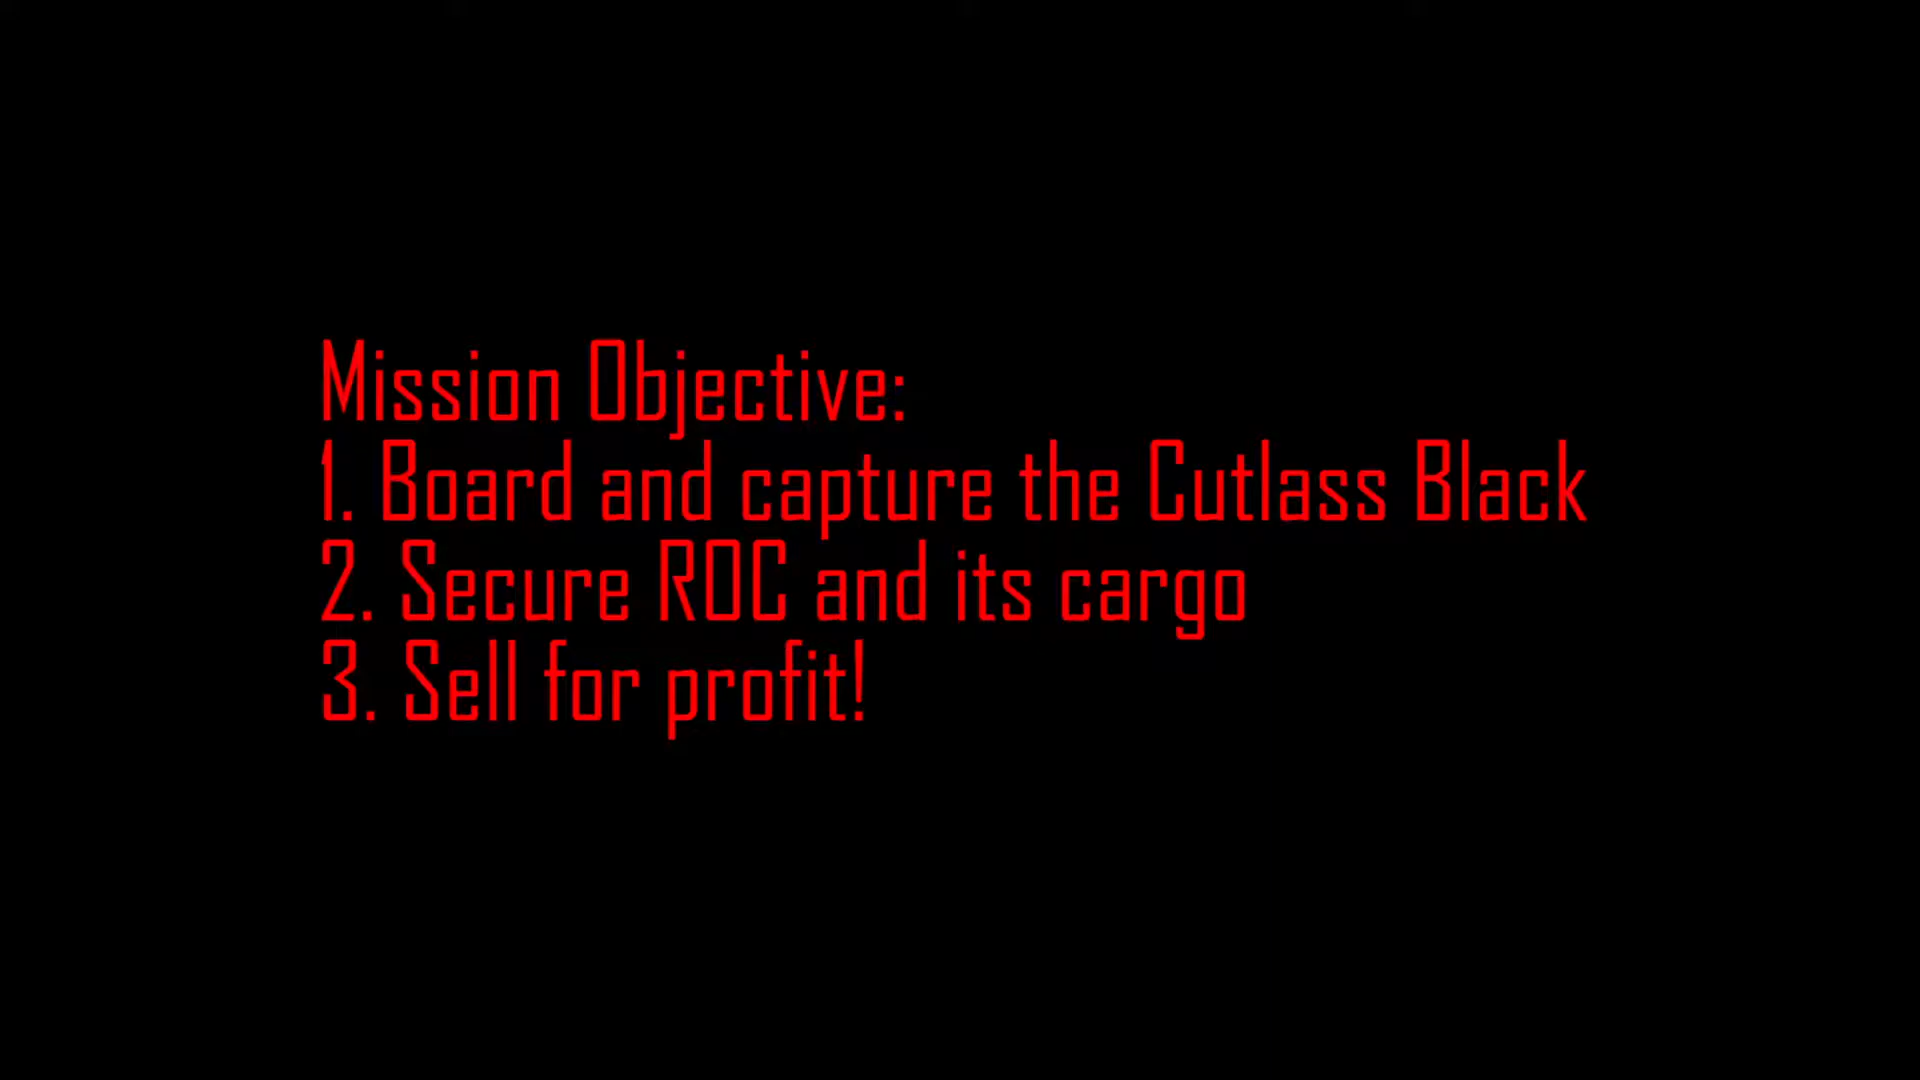 Mission Objective:
1. Board and capture the Cutlass Black
2. Secure ROC and its cargo
3. Sell for profit!